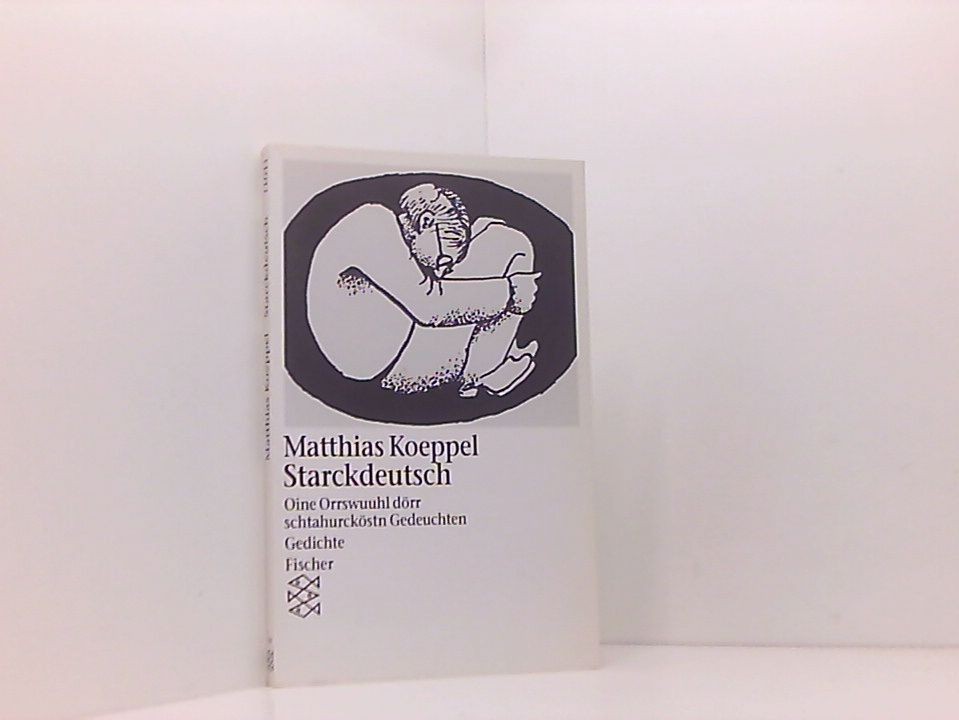 Matthias Koeppel
Starckdeutsch
Oine Orrswuuhl dörr
schtahurcköstn Gedeuchten
Gedichte
Fischer
Matthias Koeppel Starckdeutsch